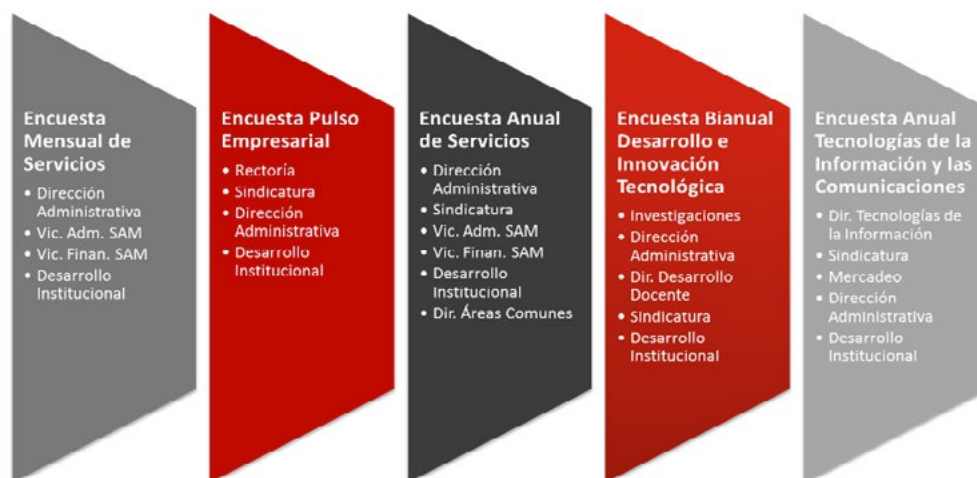 Encuesta
Mensual de
Servicios
• Dirección
Administrativa
• Vic. Adm. SAM
• Vic. Finan. SAM
• Desarrollo
Institucional
Encuesta Pulso
Empresarial
• Rectoría
• Sindicatura
• Dirección
Administrativa
• Desarrollo
Institucional
Encuesta Anual
de Servicios
• Dirección
Administrativa
• Sindicatura
• Vic. Adm. SAM
• Vic. Finan. SAM
• Desarrollo
Institucional
• Dir. Áreas Comunes
Encuesta Bianual
Desarrollo e
Innovación
Tecnológica
• Investigaciones
• Dirección
Administrativa
• Dir. Desarrollo
Docente
• Sindicatura
• Desarrollo
Institucional
Encuesta Anual
Tecnologías de la
Información y las
Comunicaciones
• Dir. Tecnologías de
la Información
• Sindicatura
• Mercadeo
• Dirección
Administrativa
• Desarrollo
Institucional